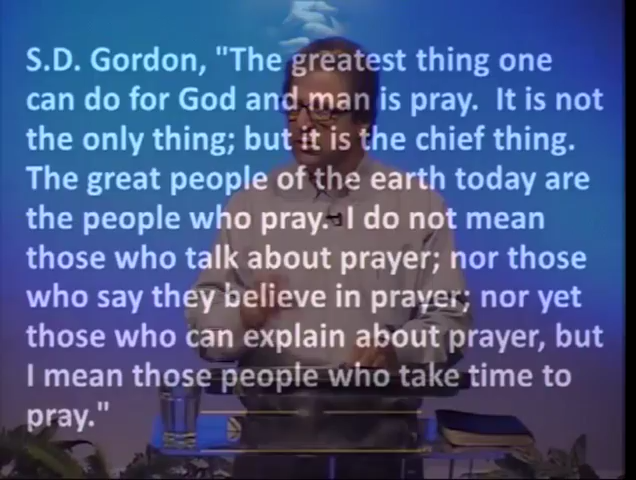 S.D. Gordon, "The greatest thing one
can do for God and man is pray.  It is not
the only thing; but it is the chief thing.
The great people of the earth today are
the people who pray.  I do not mean
those who talk about prayer; nor those
who say they believe in prayer; nor yet
those who can explain about prayer, but
I mean those people who take time to
pray."